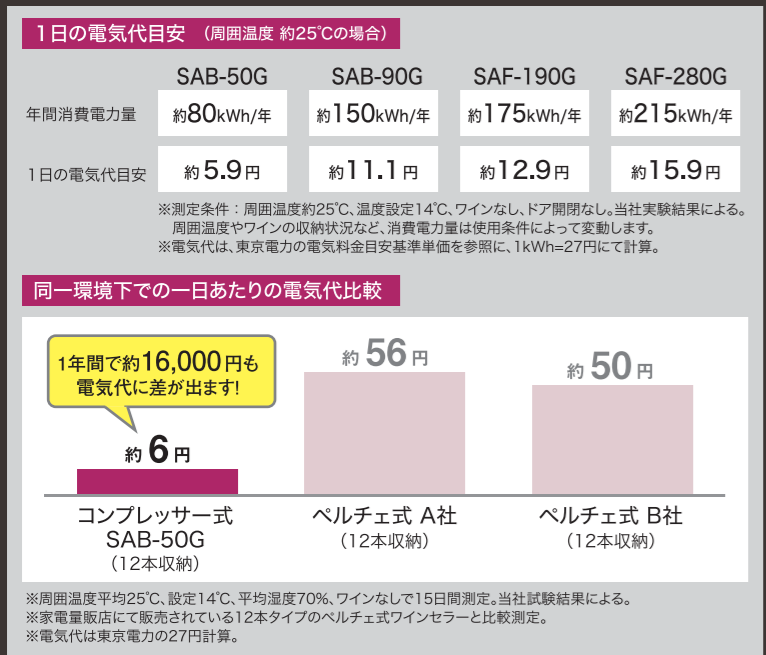 1日の電気代目安 （周囲温度 約25℃の場合）
SAB-50G SAB-90G SAF-190G SAF-280G
年間消費電力量 約80kWh/年 約150kWh/年 約175kWh/年 約215kWh/年
1日の電気代目安 約5.9円 約11.1円 約12.9円 約15.9円
※測定条件：周囲温度約25℃、温度設定14℃、ワインなし、ドア開閉なし。当社実験結果による。
周囲温度やワインの収納状況など、消費電力量は使用条件によって変動します。
※電気代は、東京電力の電気料金目安基準単価を参照に、1kWh=27円にて計算。
同一環境下での一日あたりの電気代比較
1年間で約16,000円も
電気代に差が出ます!
約6円 約56円 約50円
コンプレッサー式 ペルチェ式 A社 ペルチェ式 B社
SAB-50G （12本収納） （12本収納）
（12本収納）
※周囲温度平均25℃、設定14℃、平均湿度70%、ワインなしで15日間測定。当社試験結果による。
※家電量販店にて販売されている12本タイプのペルチェ式ワインセラーと比較測定。
※電気代は東京電力の27円計算。